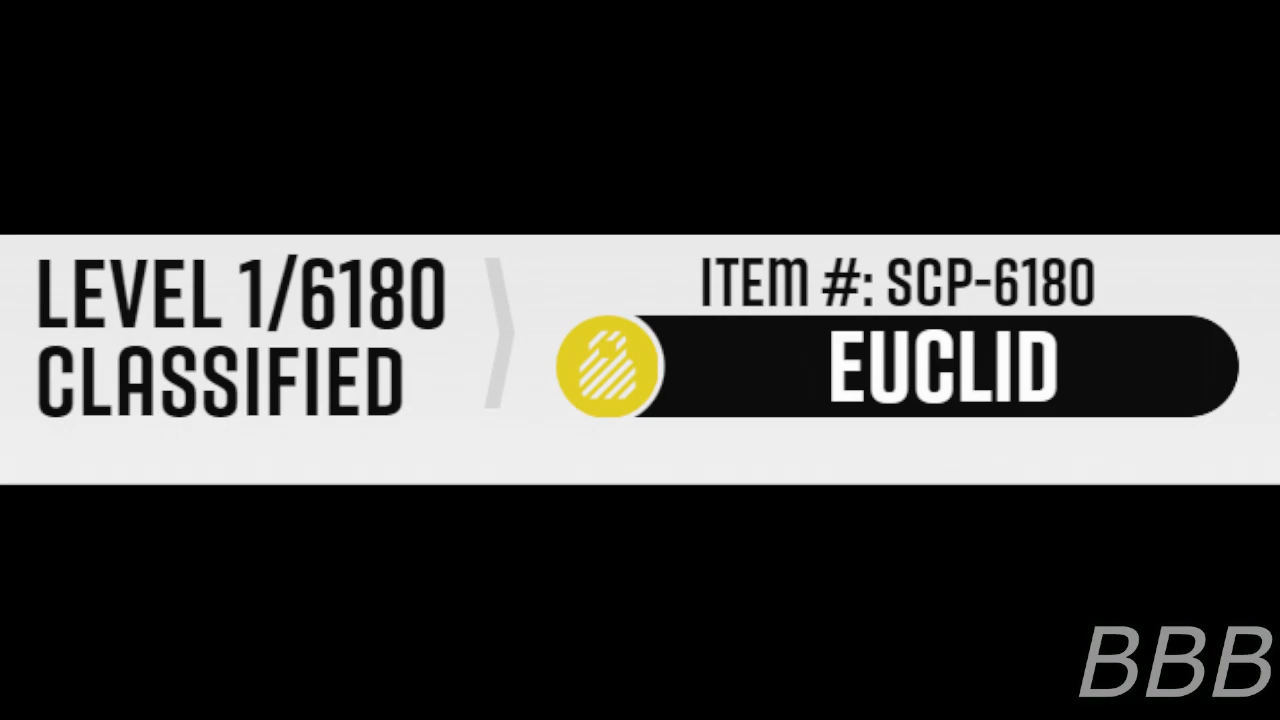 LEVEL 1/6180
CLASSIFIED
ITEM #: SCP-6180
EUCLID
BBB